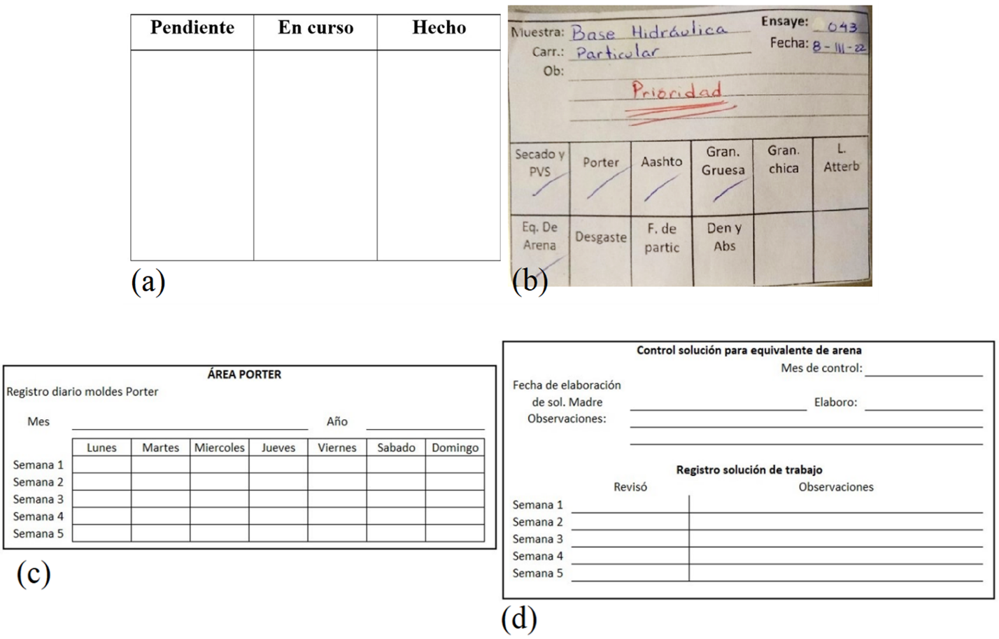 Pendiente En curso Hecho
(a)
Muestra: Base Hidráulica Ensaye: 043
Carr.: Particular Fecha: 8-III-22
Ob:
Prioridad
Secado y PVS Porter Aashto Gran. Gruesa Gran. chica L. Atterb
Eq. De Arena Desgaste F. de partic Den y Abs
(b)
ÁREA PORTER
Registro diario moldes Porter
Mes Año
Lunes Martes Miercoles Jueves Viernes Sabado Domingo
Semana 1
Semana 2
Semana 3
Semana 4
Semana 5
(c)
Control solución para equivalente de arena
Mes de control:
Fecha de elaboración
de sol. Madre Elaboro:
Observaciones:
Registro solución de trabajo
Revisó Observaciones
Semana 1
Semana 2
Semana 3
Semana 4
Semana 5
(d)